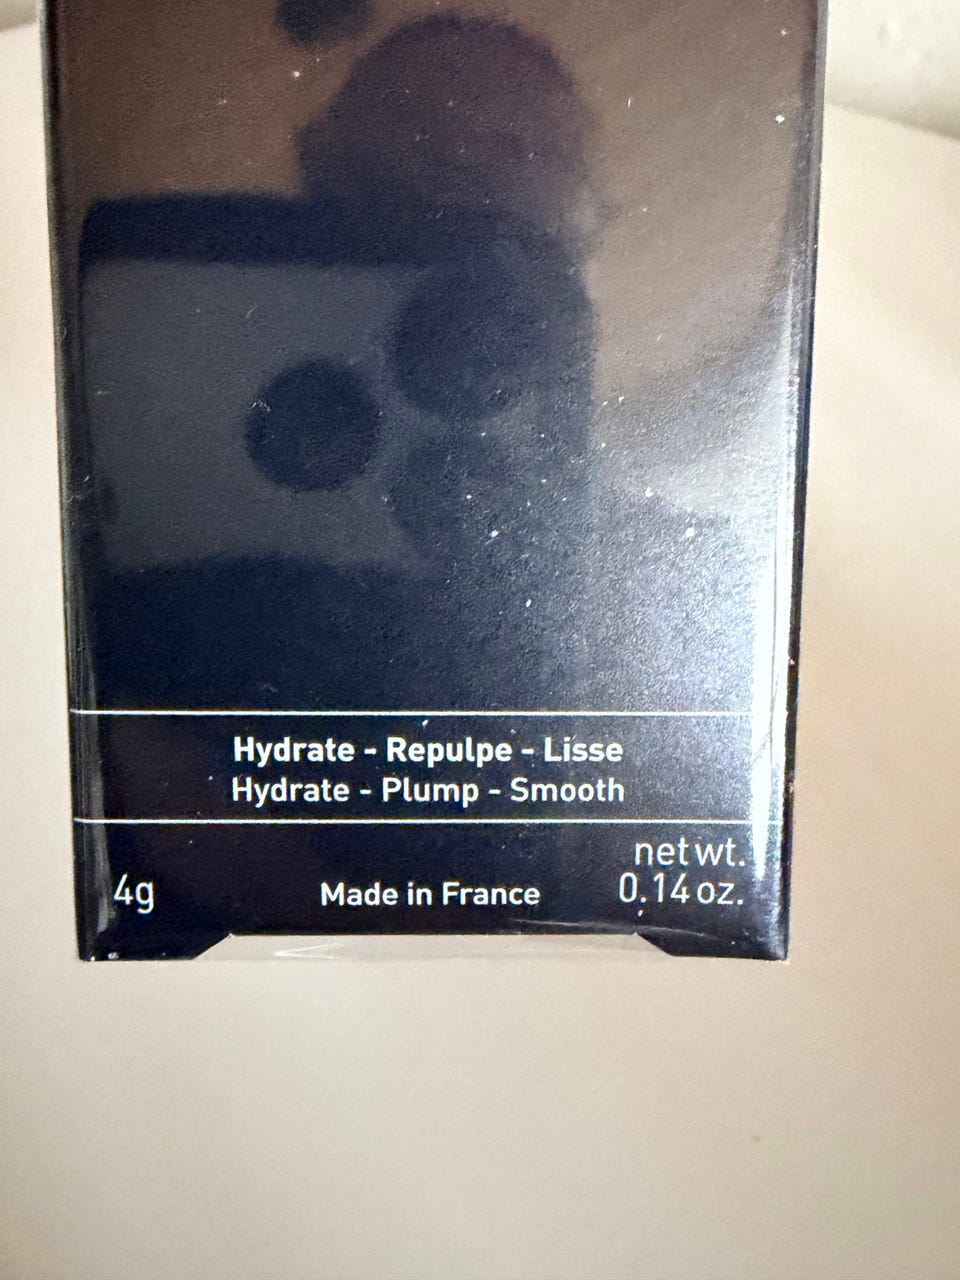 Hydrate - Repulpe - Lisse
Hydrate - Plump - Smooth
4g
Made in France
net wt.
0.14 oz.